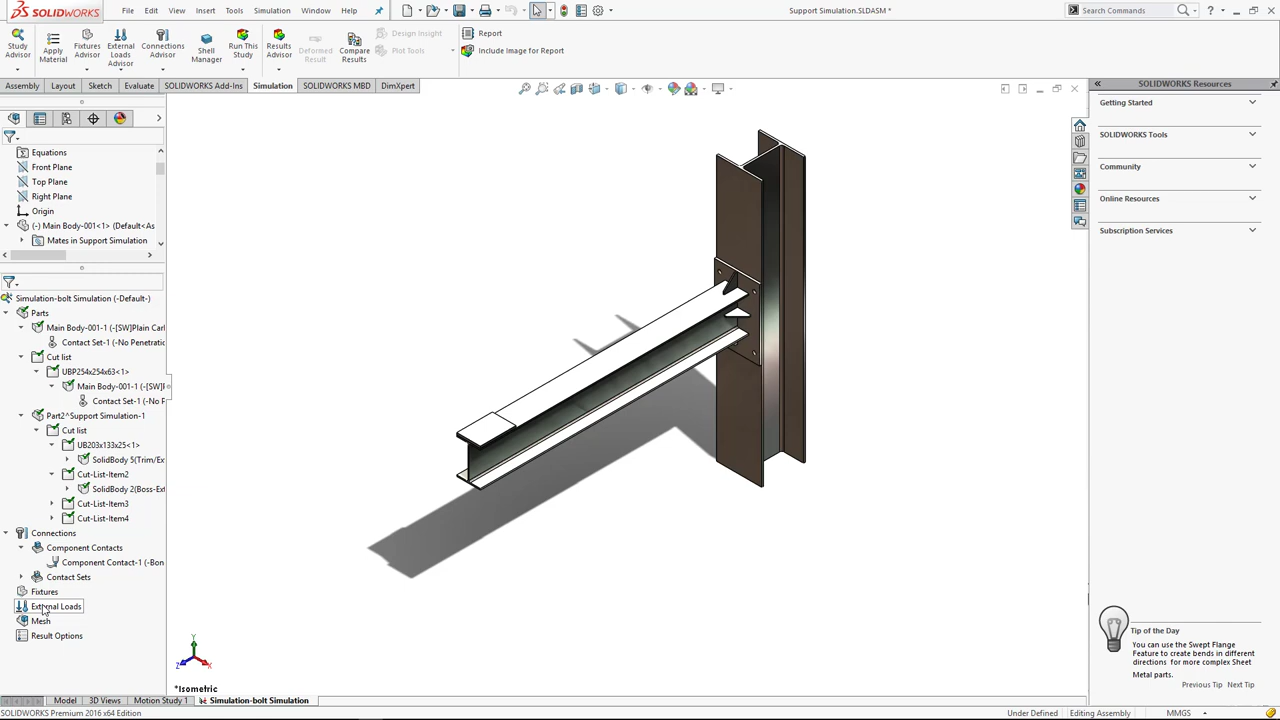 SOLIDWORKS File Edit View Insert Tools Simulation Window Help Support Simulation.SLDASM * Search Commands
Study Advisor Apply Material Fixtures Advisor External Loads Advisor Connections Advisor Shell Manager Run This Study Results Advisor Deformed Result Compare Results Design Insight Plot Tools Report Include Image for Report
Assembly Layout Sketch Evaluate SOLIDWORKS Add-Ins Simulation SOLIDWORKS MBD DimXpert
SOLIDWORKS Resources
Getting Started
SOLIDWORKS Tools
Community
Online Resources
Subscription Services
Equations
Front Plane
Top Plane
Right Plane
Origin
(-) Main Body-001<1> (Default<As
Mates in Support Simulation
Simulation-bolt Simulation (-Default-)
Parts
Main Body-001-1 (-[SW]Plain Carl
Contact Set-1 (-No Penetrati
Cut list
UBP254x254x63<1>
Main Body-001-1 (-[SW]F
Contact Set-1 (-No F
Part2^Support Simulation-1
Cut list
UB203x133x25<1>
SolidBody 5(Trim/Ex
Cut-List-Item2
SolidBody 2(Boss-Ext
Cut-List-Item3
Cut-List-Item4
Connections
Component Contacts
Component Contact-1 (-Bon
Contact Sets
Fixtures
External Loads
Mesh
Result Options
Y
Z X
*Isometric
Tip of the Day
You can use the Swept Flange
Feature to create bends in different
directions for more complex Sheet
Metal parts.
Previous Tip Next Tip
Model 3D Views Motion Study 1 Simulation-bolt Simulation
SOLIDWORKS Premium 2016 x64 Edition Under Defined Editing Assembly MMGS